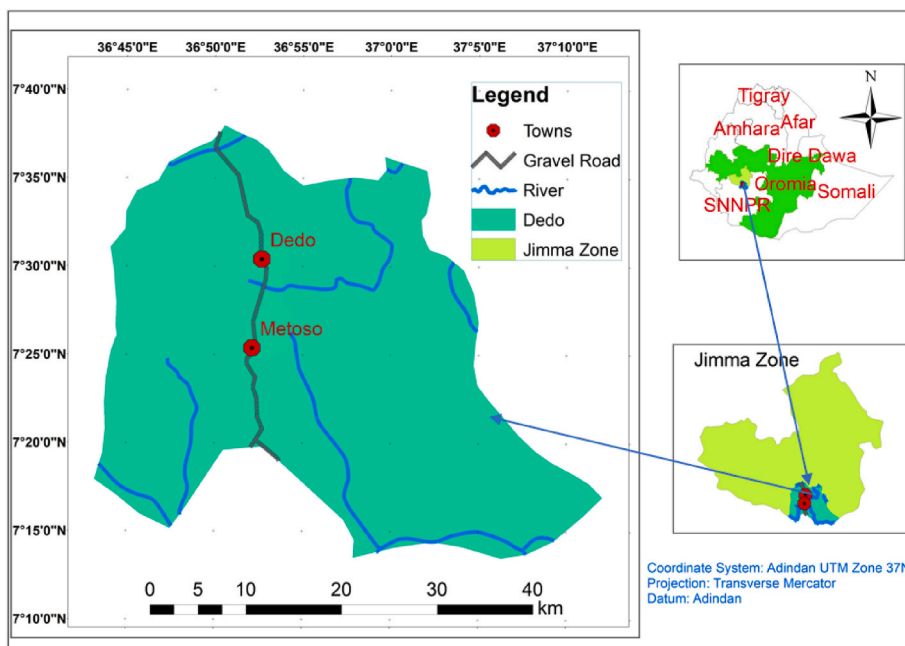 36°45'0"E 36°50'0"E 36°55'0"E 37°0'0"E 37°5'0"E 37°10'0"E
7°40'0"N
7°35'0"N
7°30'0"N
7°25'0"N
7°20'0"N
7°15'0"N
7°10'0"N
Legend
Towns
Gravel Road
River
Dedo
Jimma Zone
Dedo
Metoso
0 5 10 20 30 40
km
N
Tigray
Afar
Amhara
Dire Dawa
Oromia
Somali
SNNPR
Jimma Zone
Coordinate System: Adindan UTM Zone 37N
Projection: Transverse Mercator
Datum: Adindan